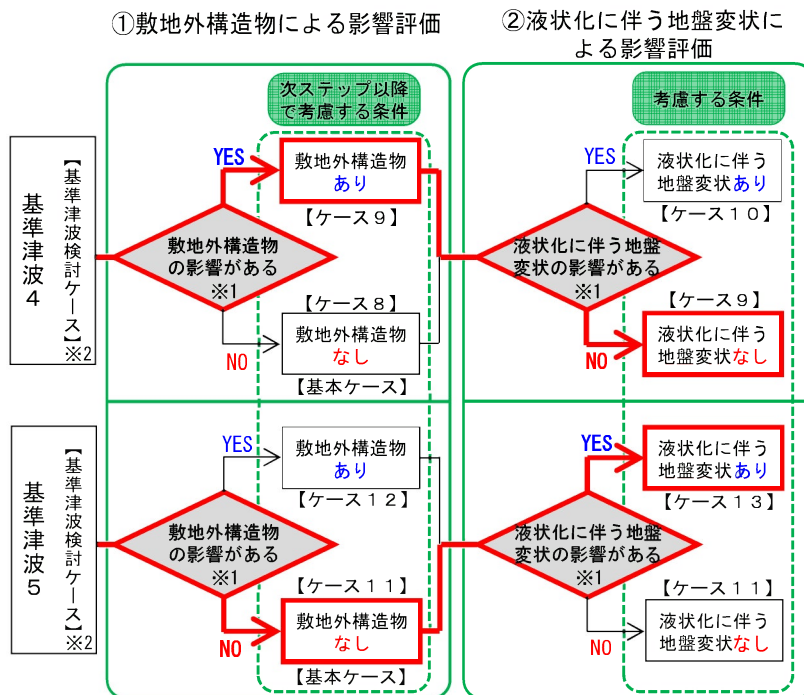 ①敷地外構造物による影響評価
②液状化に伴う地盤変状に
よる影響評価
次ステップ以降
で考慮する条件
考慮する条件
基準津波4
【基準津波検討ケース】※2
敷地外構造物
の影響がある
※1
YES
敷地外構造物
あり
【ケース9】
【ケース8】
NO
敷地外構造物
なし
【基本ケース】
液状化に伴う地盤
変状の影響がある
※1
YES
液状化に伴う
地盤変状あり
【ケース10】
【ケース9】
NO
液状化に伴う
地盤変状なし
基準津波5
【基準津波検討ケース】※2
敷地外構造物
の影響がある
※1
YES
敷地外構造物
あり
【ケース12】
【ケース11】
NO
敷地外構造物
なし
【基本ケース】
液状化に伴う地盤
変状の影響がある
※1
YES
液状化に伴う
地盤変状あり
【ケース13】
【ケース11】
NO
液状化に伴う
地盤変状なし